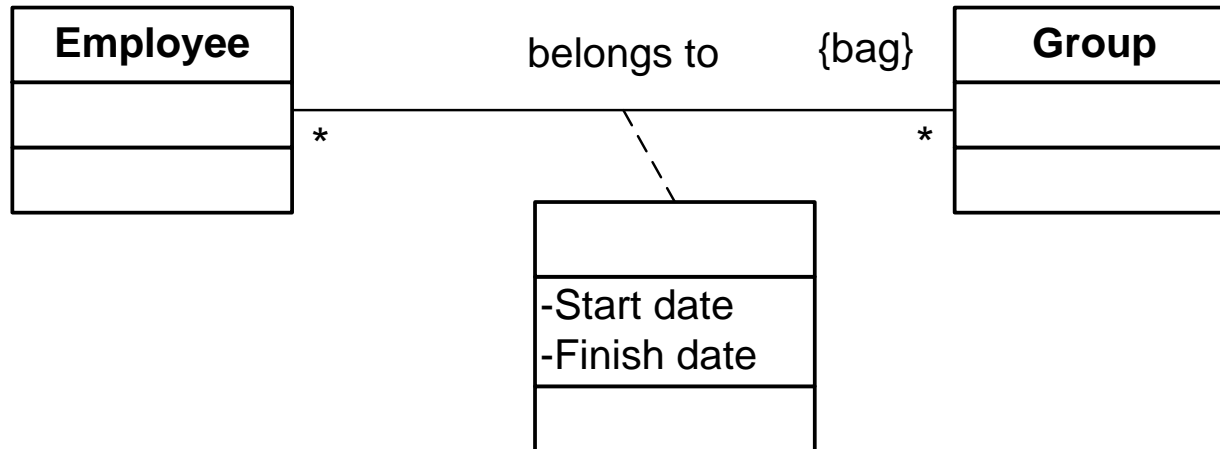 Employee
belongs to
{bag}
Group
*
*
-Start date
-Finish date